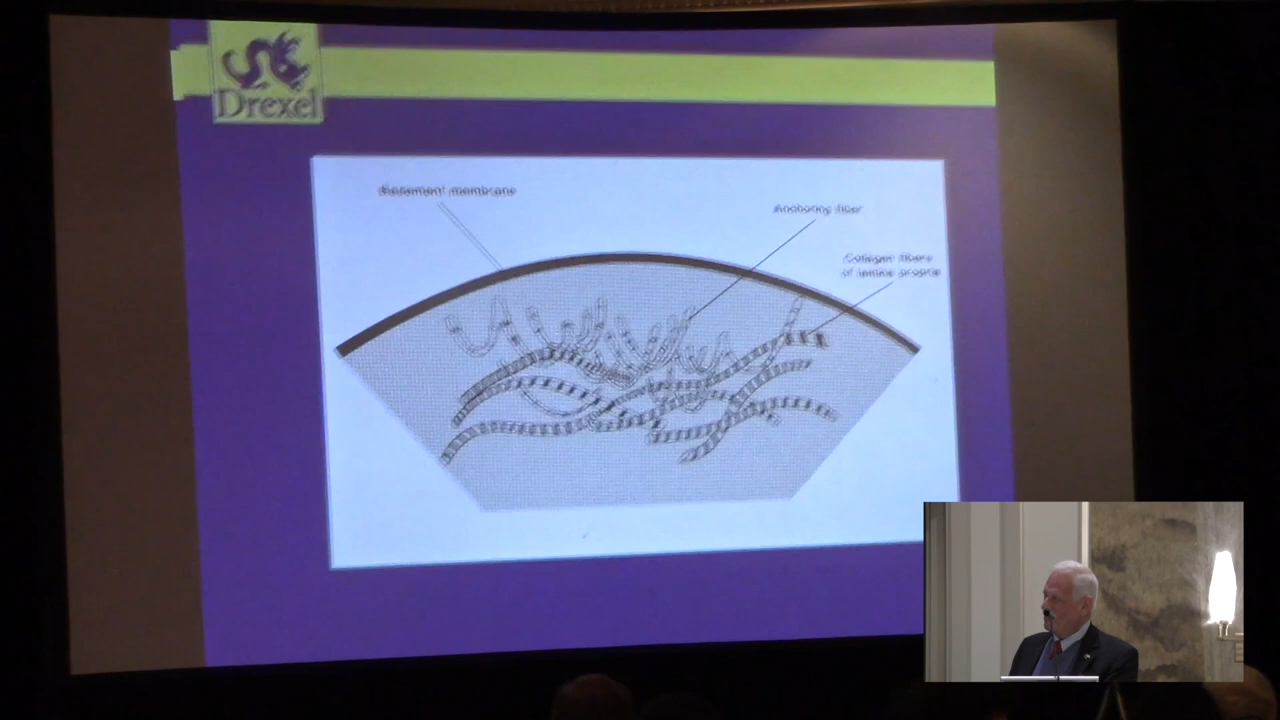 Drexel
Basement membrane
Anchoring fiber
Collagen fibers
of lamina propria